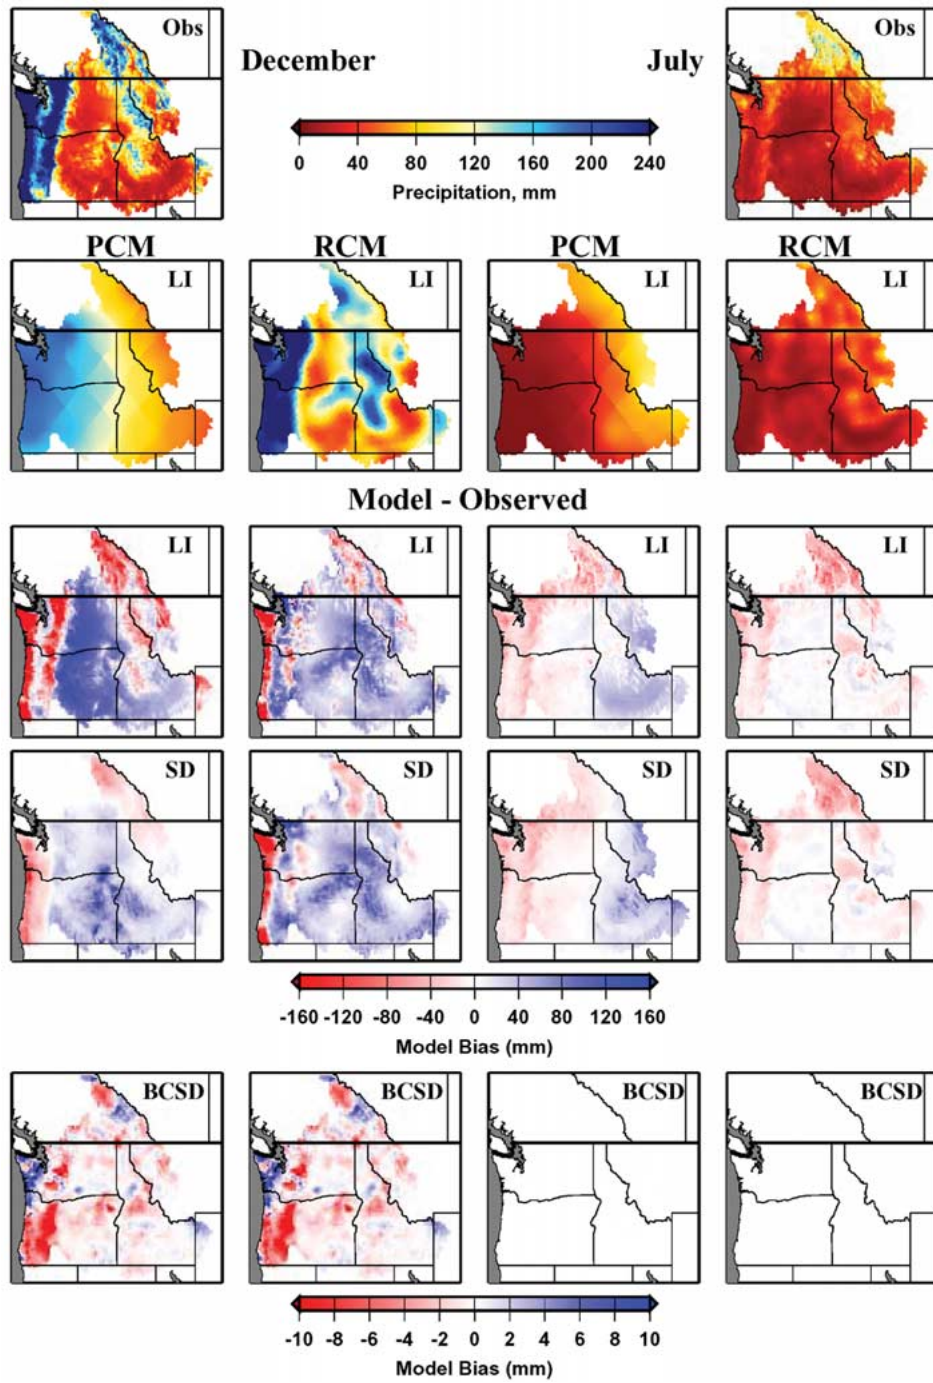 Obs
December
July
Obs
0 40 80 120 160 200 240
Precipitation, mm
PCM
RCM
PCM
RCM
LI
LI
LI
LI
Model - Observed
LI
LI
LI
LI
SD
SD
SD
SD
-160 -120 -80 -40 0 40 80 120 160
Model Bias (mm)
BCSD
BCSD
BCSD
BCSD
-10 -8 -6 -4 -2 0 2 4 6 8 10
Model Bias (mm)